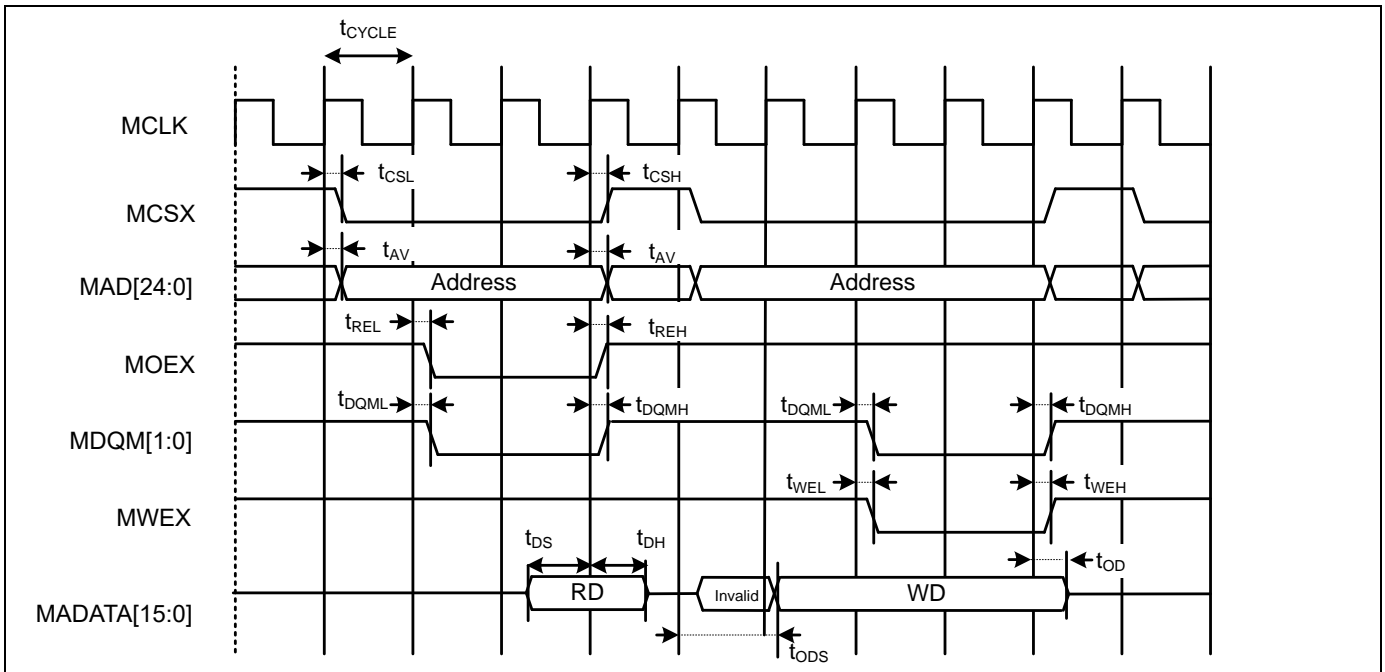 tCYCLE
MCLK
tCSL tCSH
MCSX
tAV tAV
MAD[24:0] Address Address
tREL tREH
MOEX
tDQML tDQMH tDQML tDQMH
MDQM[1:0]
tWEL tWEH
MWEX
tDS tDH
tOD
RD Invalid WD
MADATA[15:0]
tODS